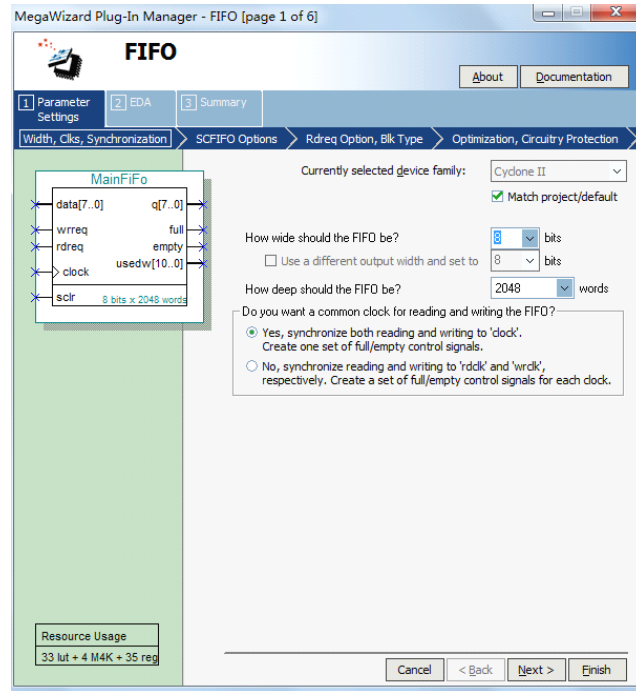 MegaWizard Plug-In Manager - FIFO [page 1 of 6]
FIFO
About
Documentation
1 Parameter Settings
2 EDA
3 Summary
Width, Clks, Synchronization
SCFIFO Options
Rdreq Option, Blk Type
Optimization, Circuitry Protection
MainFiFo
data[7..0] q[7..0]
wrreq full
rdreq empty
clock usedw[10..0]
sclr 8 bits x 2048 words
Currently selected device family: Cyclone II
Match project/default
How wide should the FIFO be? 8 bits
Use a different output width and set to 8 bits
How deep should the FIFO be? 2048 words
Do you want a common clock for reading and writing the FIFO?
Yes, synchronize both reading and writing to 'clock'.
Create one set of full/empty control signals.
No, synchronize reading and writing to 'rdclk' and 'wrclk',
respectively. Create a set of full/empty control signals for each clock.
Resource Usage
33 lut + 4 M4K + 35 reg
Cancel
< Back
Next >
Finish